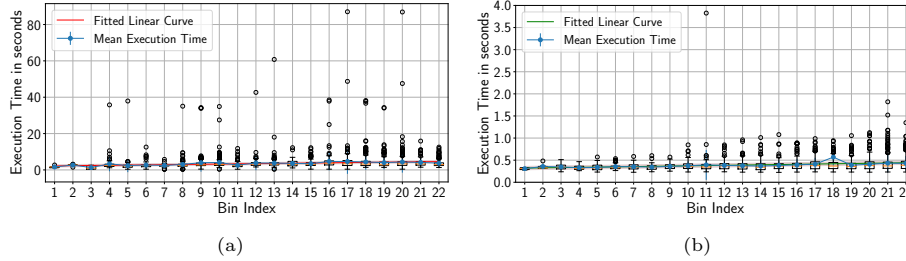 Execution Time in seconds
80
60
40
20
0
Fitted Linear Curve
Mean Execution Time
1 2 3 4 5 6 7 8 9 10 11 12 13 14 15 16 17 18 19 20 21 22
Bin Index
(a)
Execution Time in seconds
4.0
3.5
3.0
2.5
2.0
1.5
1.0
0.5
0.0
Fitted Linear Curve
Mean Execution Time
1 2 3 4 5 6 7 8 9 10 11 12 13 14 15 16 17 18 19 20 21
Bin Index
(b)